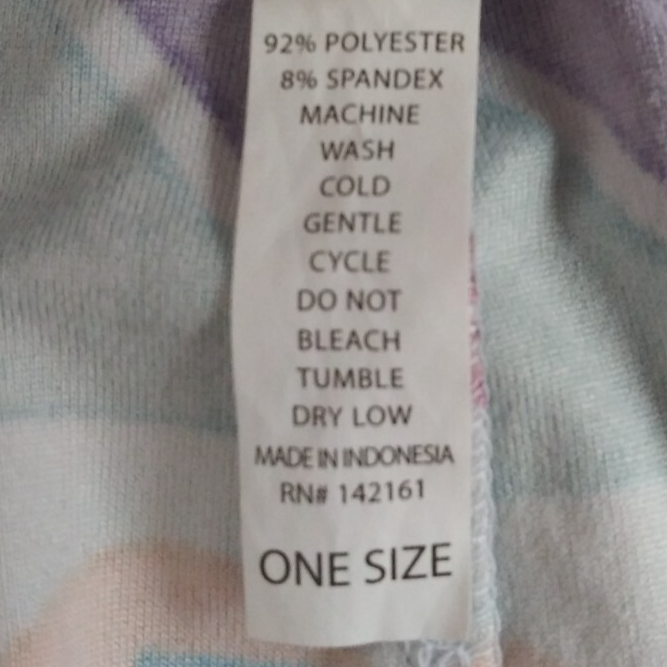 92% POLYESTER
8% SPANDEX
MACHINE
WASH
COLD
GENTLE
CYCLE
DO NOT
BLEACH
TUMBLE
DRY LOW
MADE IN INDONESIA
RN# 142161
ONE SIZE